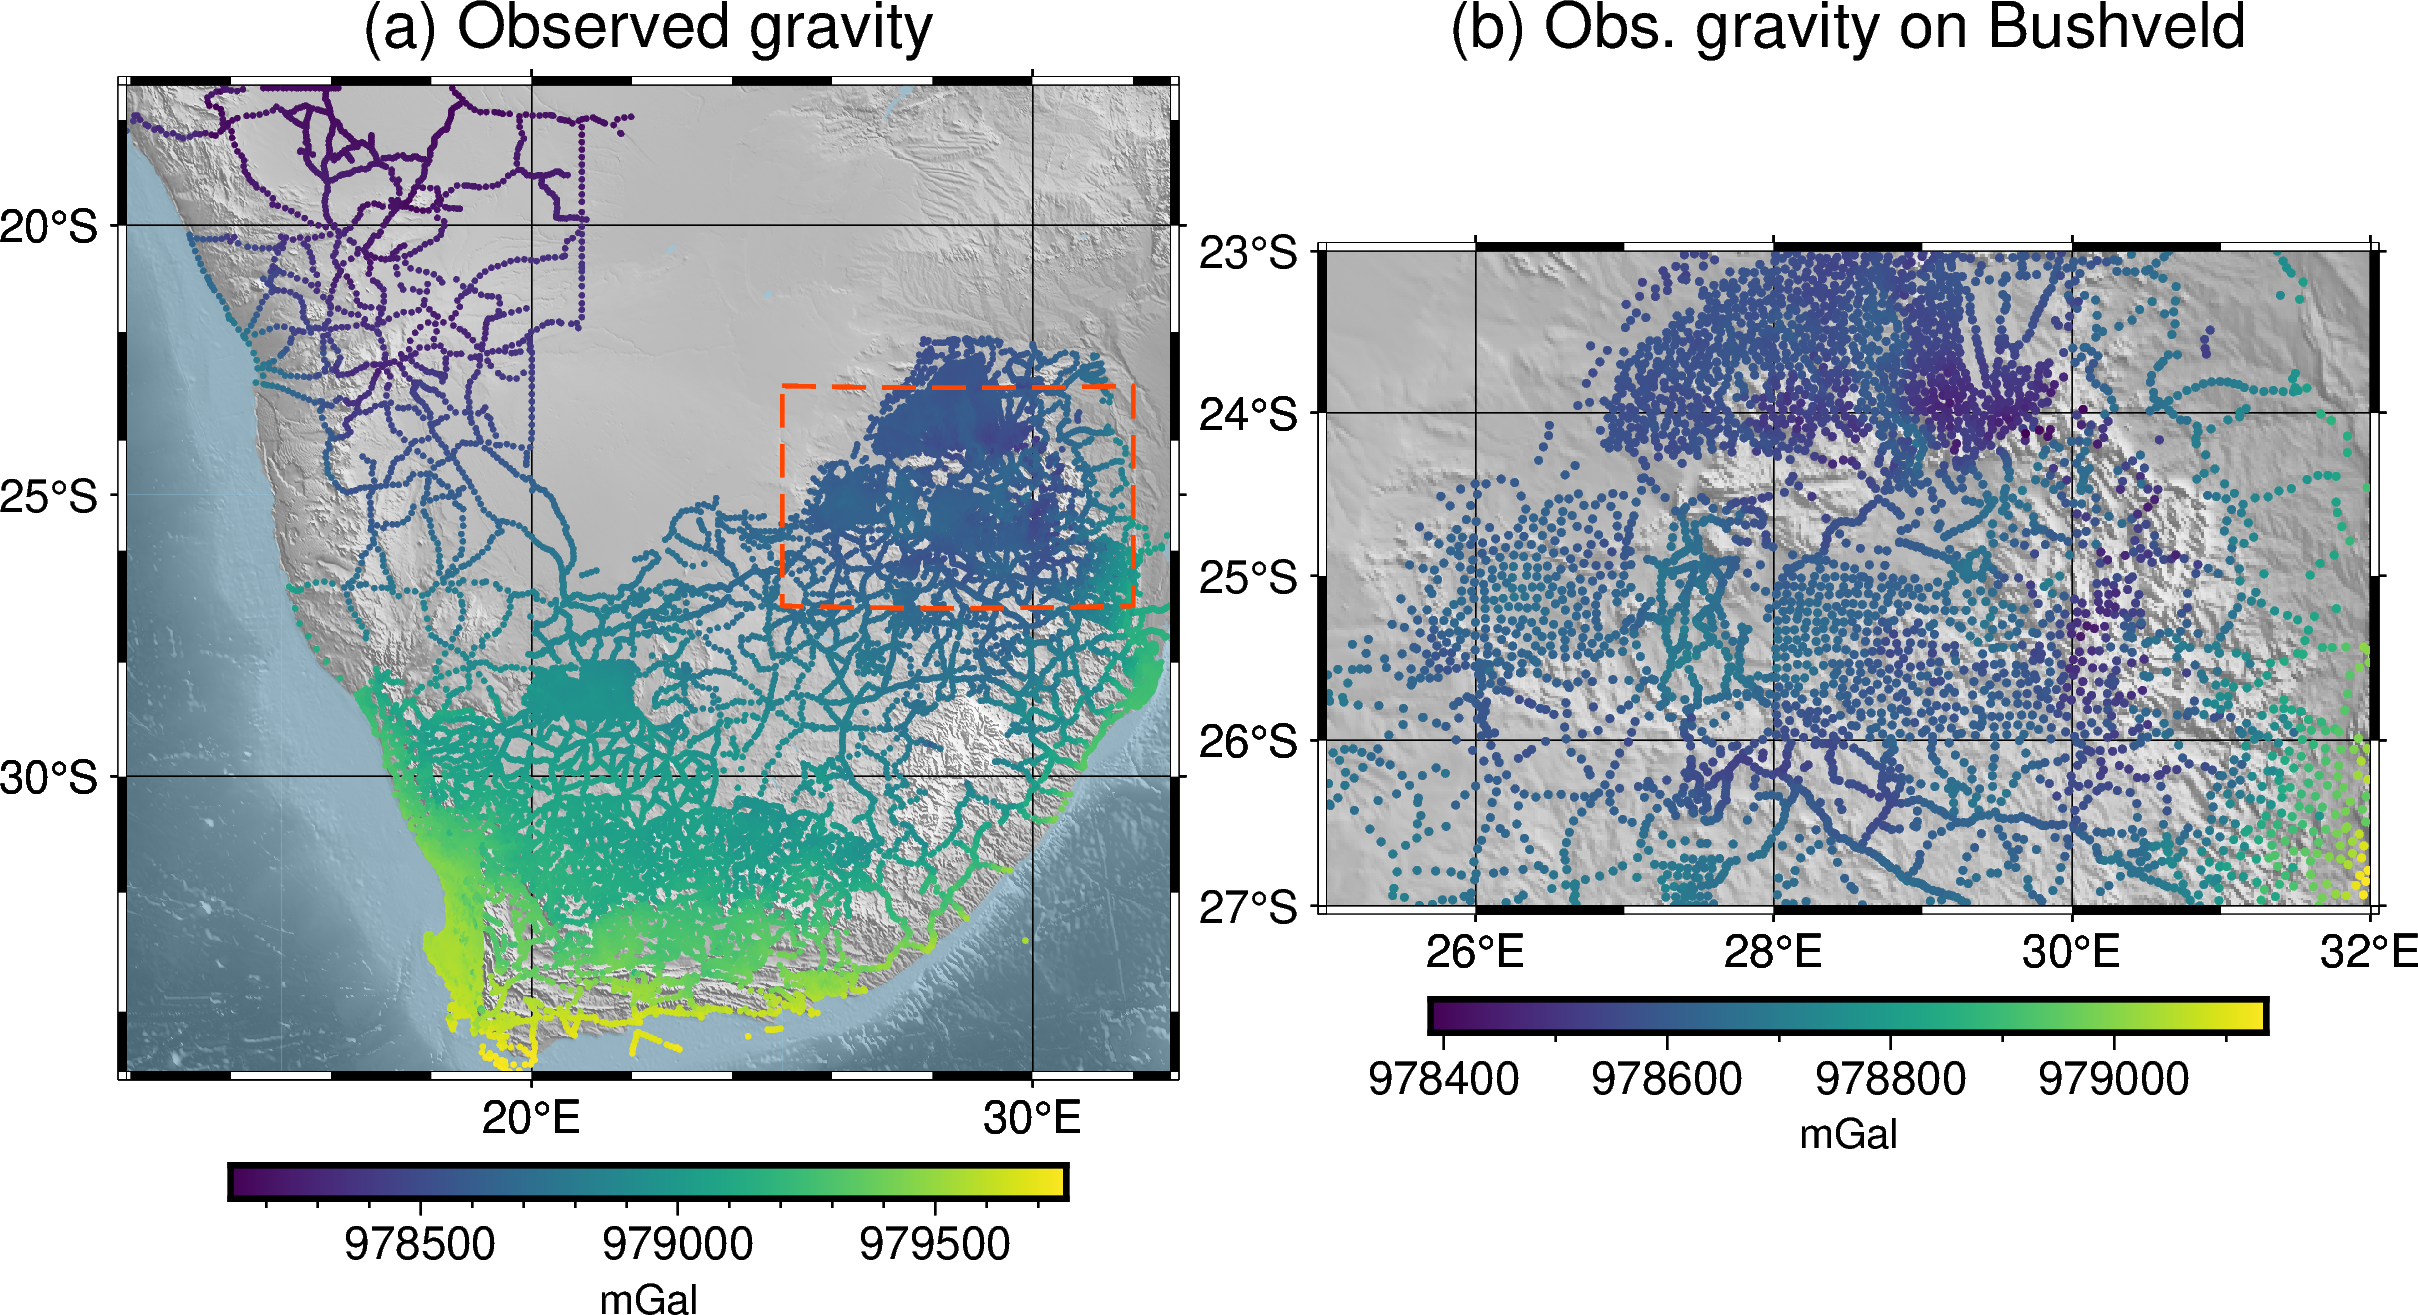 (a) Observed gravity
20°S
25°S
30°S
20°E 30°E
978500 979000 979500
mGal
(b) Obs. gravity on Bushveld
23°S
24°S
25°S
26°S
27°S
26°E 28°E 30°E 32°E
978400 978600 978800 979000
mGal